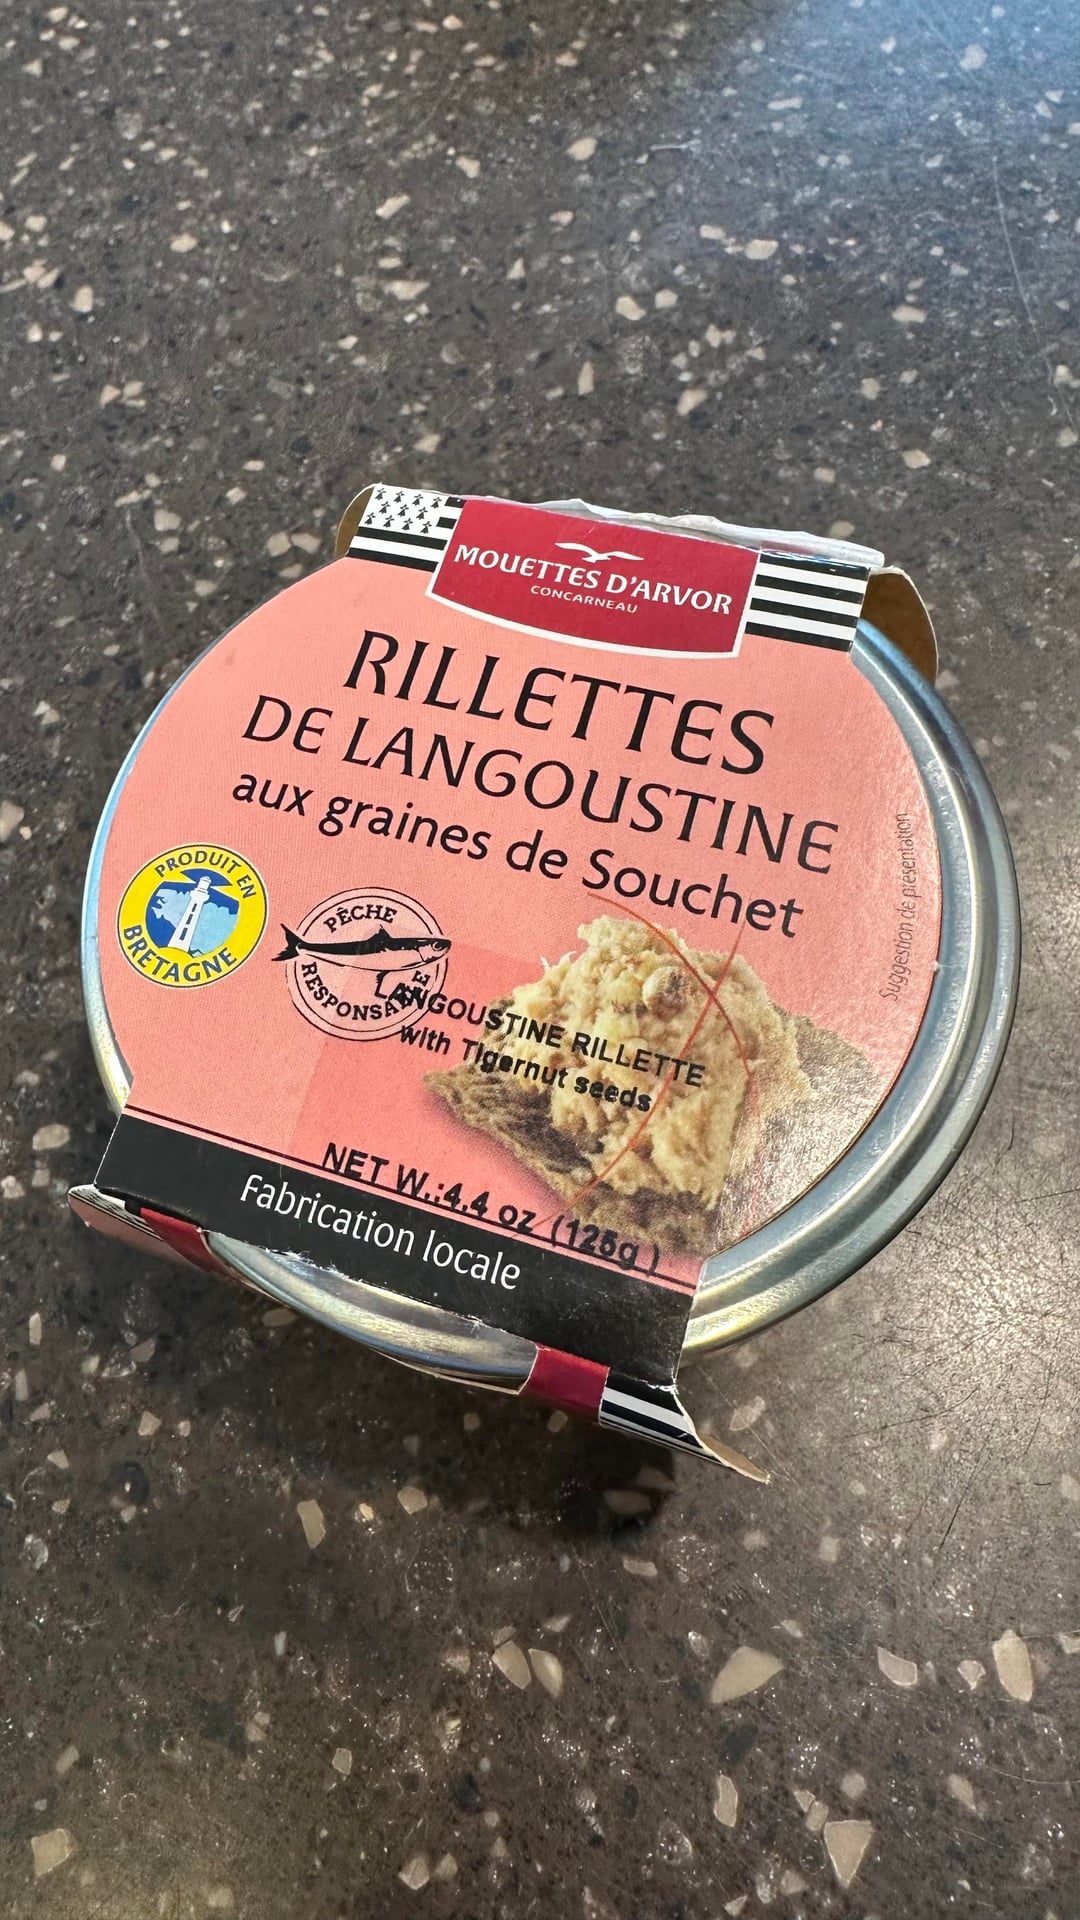 MOUETTES D'ARVOR
CONCARNEAU
RILLETTES
DE LANGOUSTINE
aux graines de Souchet
Suggestion de présentation
PRODUIT EN
BRETAGNE
PÊCHE
RESPONSABLE
LANGOUSTINE RILLETTE
with Tigernut seeds
NET W.:4.4 oz (125g )
Fabrication locale